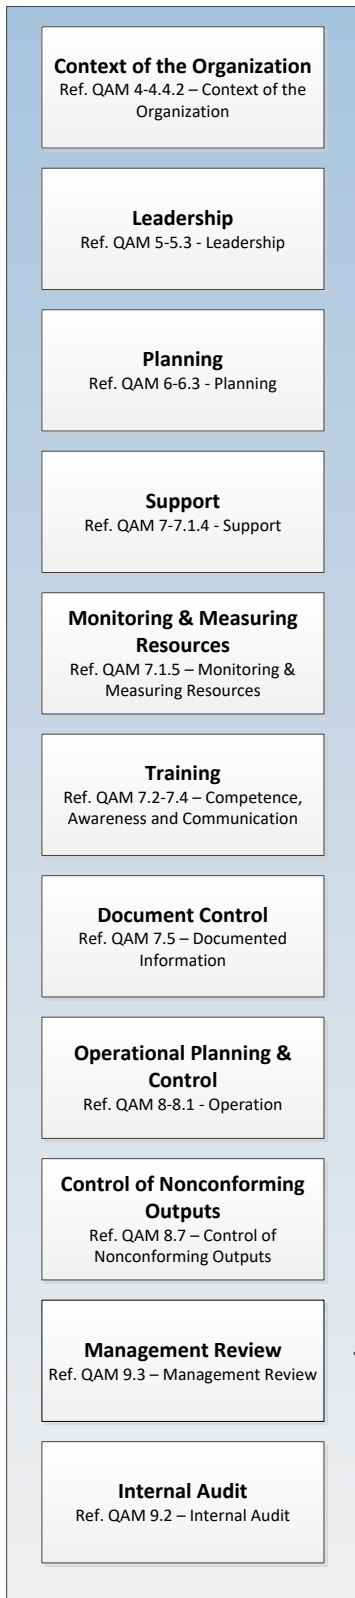 Context of the Organization
Ref. QAM 4-4.4.2 – Context of the
Organization
Leadership
Ref. QAM 5-5.3 - Leadership
Planning
Ref. QAM 6-6.3 - Planning
Support
Ref. QAM 7-7.1.4 - Support
Monitoring & Measuring
Resources
Ref. QAM 7.1.5 – Monitoring &
Measuring Resources
Training
Ref. QAM 7.2-7.4 – Competence,
Awareness and Communication
Document Control
Ref. QAM 7.5 – Documented
Information
Operational Planning &
Control
Ref. QAM 8-8.1 - Operation
Control of Nonconforming
Outputs
Ref. QAM 8.7 – Control of
Nonconforming Outputs
Management Review
Ref. QAM 9.3 – Management Review
Internal Audit
Ref. QAM 9.2 – Internal Audit